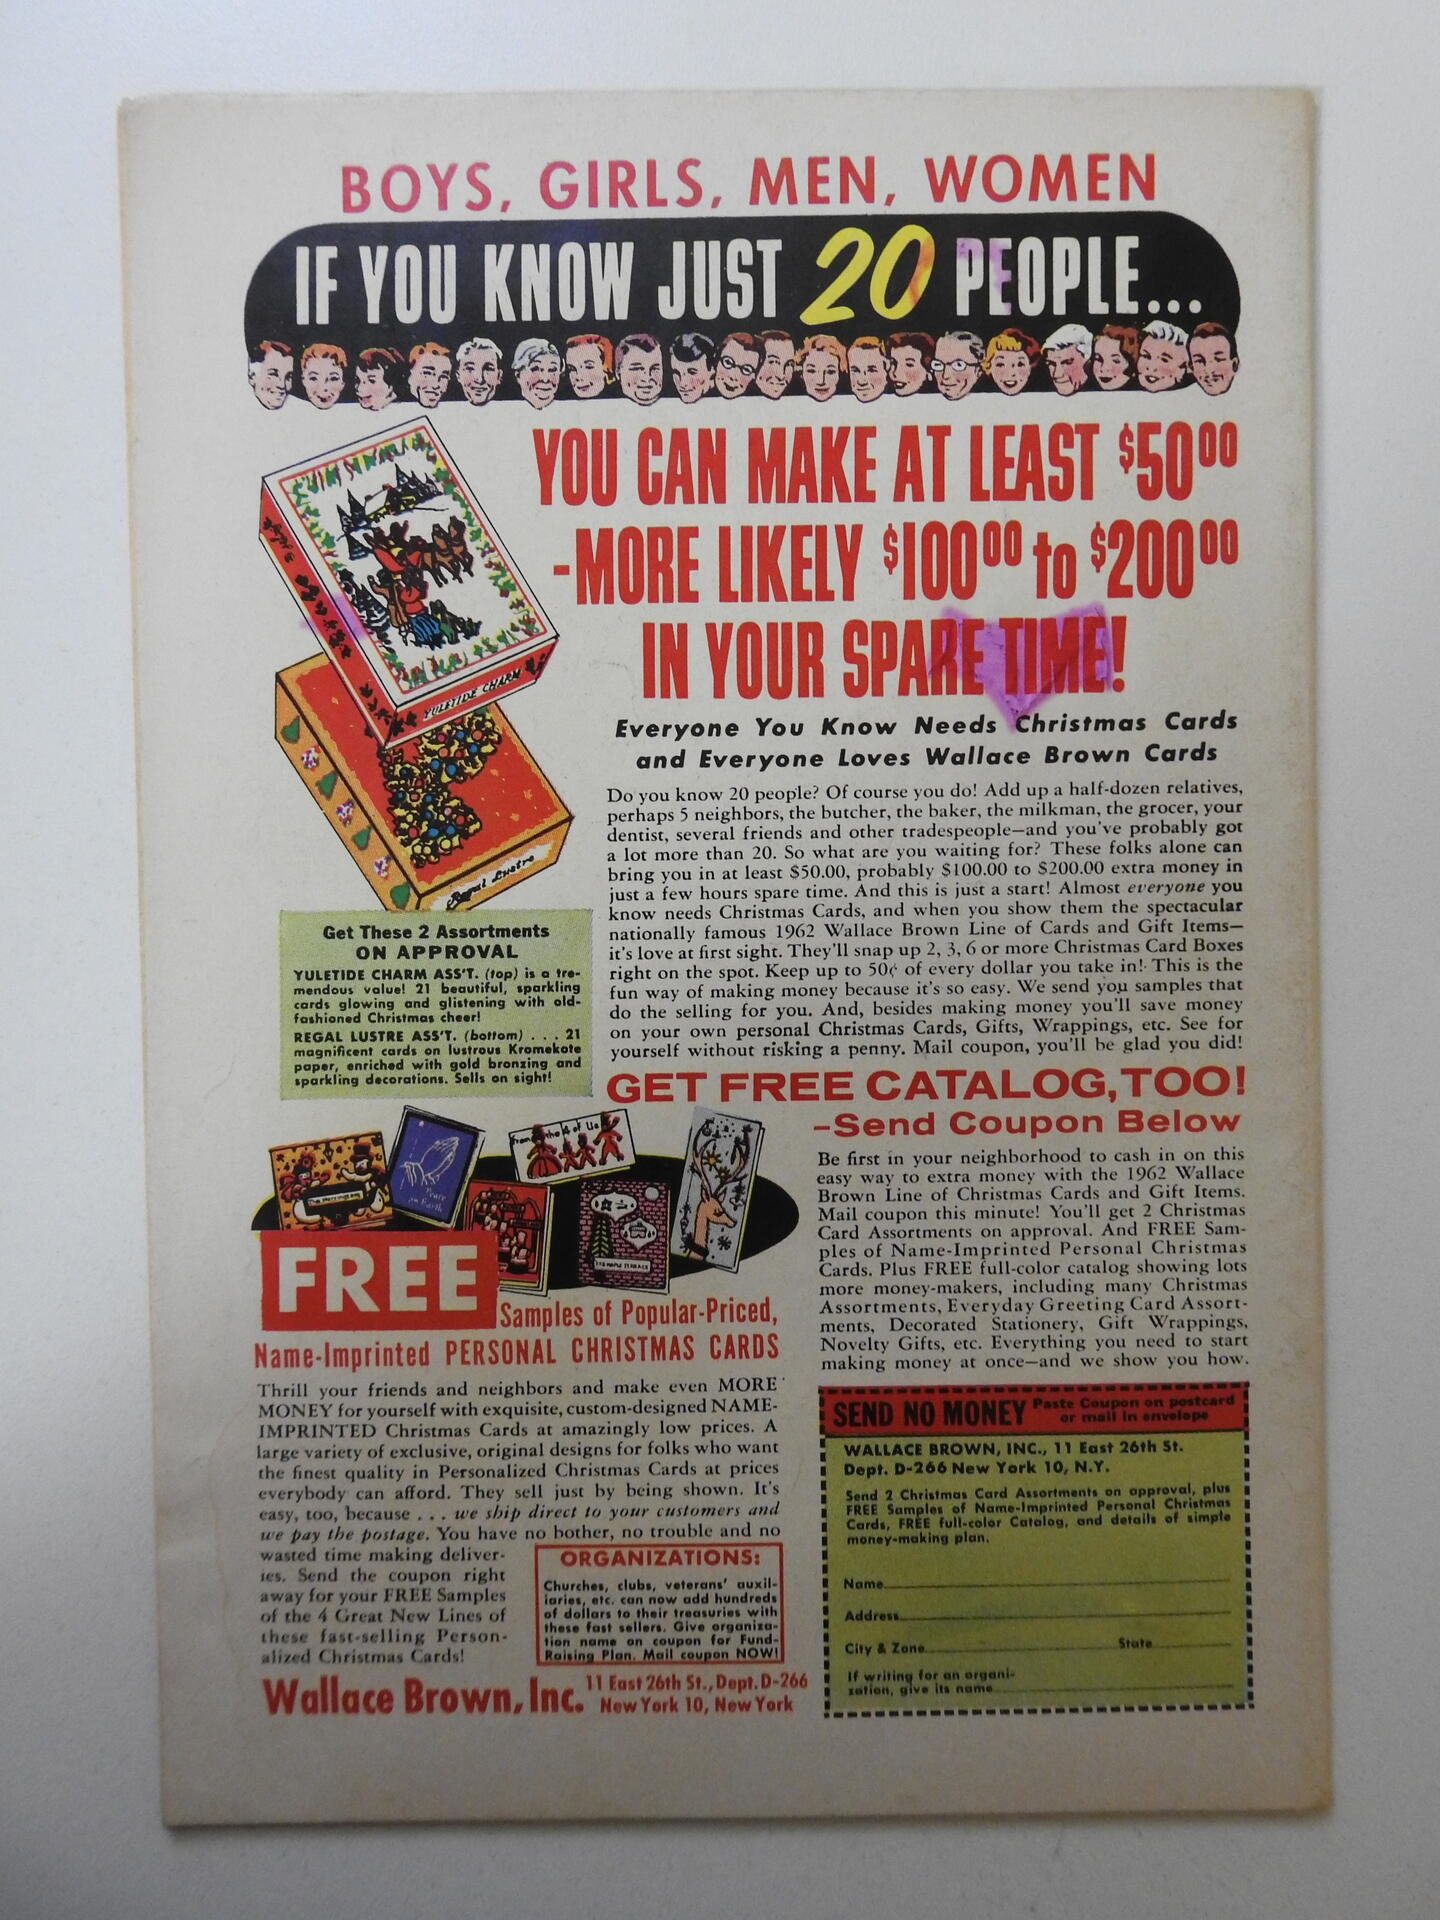 BOYS, GIRLS, MEN, WOMEN
IF YOU KNOW JUST 20 PEOPLE...
YOU CAN MAKE AT LEAST $50⁰⁰
-MORE LIKELY $100⁰⁰ to $200⁰⁰
IN YOUR SPARE TIME!
YULETIDE CHARM
Regal Lustre
Everyone You Know Needs Christmas Cards
and Everyone Loves Wallace Brown Cards
Do you know 20 people? Of course you do! Add up a half-dozen relatives,
perhaps 5 neighbors, the butcher, the baker, the milkman, the grocer, your
dentist, several friends and other tradespeople—and you've probably got
a lot more than 20. So what are you waiting for? These folks alone can
bring you in at least $50.00, probably $100.00 to $200.00 extra money in
just a few hours spare time. And this is just a start! Almost everyone you
know needs Christmas Cards, and when you show them the spectacular
nationally famous 1962 Wallace Brown Line of Cards and Gift Items—
it's love at first sight. They'll snap up 2, 3, 6 or more Christmas Card Boxes
right on the spot. Keep up to 50¢ of every dollar you take in! This is the
fun way of making money because it's so easy. We send you samples that
do the selling for you. And, besides making money you'll save money
on your own personal Christmas Cards, Gifts, Wrappings, etc. See for
yourself without risking a penny. Mail coupon, you'll be glad you did!
Get These 2 Assortments
ON APPROVAL
YULETIDE CHARM ASS'T. (top) is a tre-
mendous value! 21 beautiful, sparkling
cards glowing and glistening with old-
fashioned Christmas cheer!
REGAL LUSTRE ASS'T. (bottom) . . . 21
magnificent cards on lustrous Kromekote
paper, enriched with gold bronzing and
sparkling decorations. Sells on sight!
GET FREE CATALOG, TOO!
–Send Coupon Below
Be first in your neighborhood to cash in on this
easy way to extra money with the 1962 Wallace
Brown Line of Christmas Cards and Gift Items.
Mail coupon this minute! You'll get 2 Christmas
Card Assortments on approval. And FREE Sam-
ples of Name-Imprinted Personal Christmas
Cards. Plus FREE full-color catalog showing lots
more money-makers, including many Christmas
Assortments, Everyday Greeting Card Assort-
ments, Decorated Stationery, Gift Wrappings,
Novelty Gifts, etc. Everything you need to start
making money at once—and we show you how.
Peace on Earth
From the 4 of Us
FREE
Samples of Popular-Priced,
Name-Imprinted PERSONAL CHRISTMAS CARDS
Thrill your friends and neighbors and make even MORE
MONEY for yourself with exquisite, custom-designed NAME-
IMPRINTED Christmas Cards at amazingly low prices. A
large variety of exclusive, original designs for folks who want
the finest quality in Personalized Christmas Cards at prices
everybody can afford. They sell just by being shown. It's
easy, too, because . . . we ship direct to your customers and
we pay the postage. You have no bother, no trouble and no
wasted time making deliver-
ies. Send the coupon right
away for your FREE Samples
of the 4 Great New Lines of
these fast-selling Person-
alized Christmas Cards!
ORGANIZATIONS:
Churches, clubs, veterans' auxil-
iaries, etc. can now add hundreds
of dollars to their treasuries with
these fast sellers. Give organiza-
tion name on coupon for Fund-
Raising Plan. Mail coupon NOW!
Wallace Brown, Inc. 11 East 26th St., Dept. D-266
New York 10, New York
SEND NO MONEY Paste Coupon on postcard
or mail in envelope
WALLACE BROWN, INC., 11 East 26th St.
Dept. D-266 New York 10, N.Y.
Send 2 Christmas Card Assortments on approval, plus
FREE Samples of Name-Imprinted Personal Christmas
Cards, FREE full-color Catalog, and details of simple
money-making plan.
Name
Address
City & Zone State
If writing for an organi-
zation, give its name